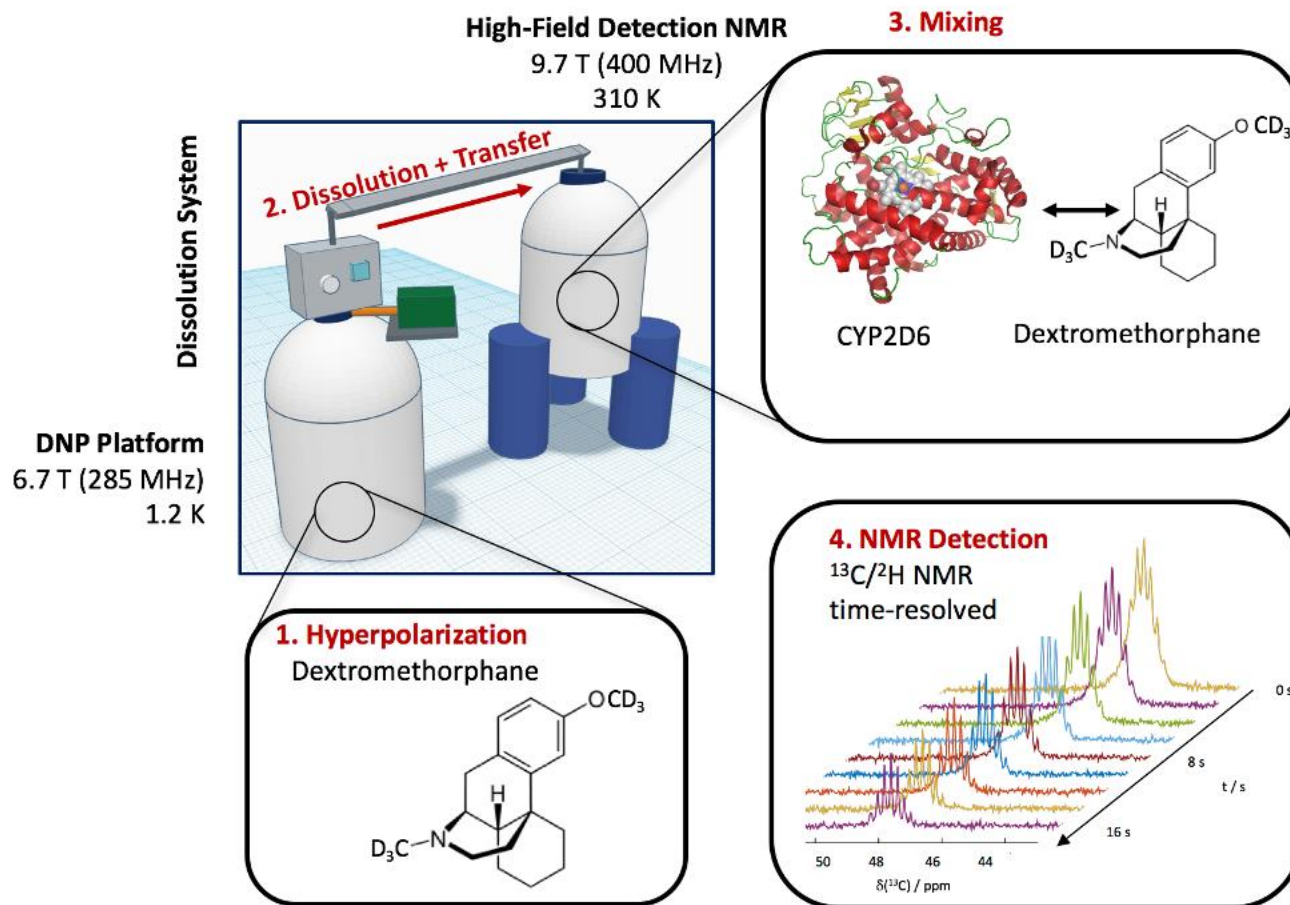 High-Field Detection NMR
9.7 T (400 MHz)
310 K
Dissolution System
2. Dissolution + Transfer
DNP Platform
6.7 T (285 MHz)
1.2 K
3. Mixing
O
CD₃
H
N
D₃C
CYP2D6
Dextromethorphane
1. Hyperpolarization
Dextromethorphane
OCD₃
H
N
D₃C
4. NMR Detection
¹³C/²H NMR
time-resolved
0 s
8 s
t / s
16 s
50 48 46 44
δ(¹³C) / ppm